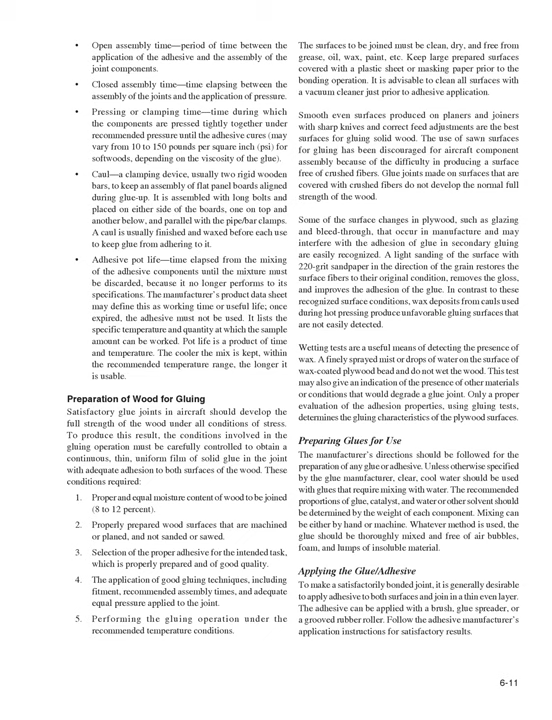 • Open assembly time—period of time between the
application of the adhesive and the assembly of the
joint components.
• Closed assembly time—time elapsing between the
assembly of the joints and the application of pressure.
• Pressing or clamping time—time during which
the components are pressed tightly together under
recommended pressure until the adhesive cures (may
vary from 10 to 150 pounds per square inch (psi) for
softwoods, depending on the viscosity of the glue).
• Caul—a clamping device, usually two rigid wooden
bars, to keep an assembly of flat panel boards aligned
during glue-up. It is assembled with long bolts and
placed on either side of the boards, one on top and
another below, and parallel with the pipe/bar clamps.
A caul is usually finished and waxed before each use
to keep glue from adhering to it.
• Adhesive pot life—time elapsed from the mixing
of the adhesive components until the mixture must
be discarded, because it no longer performs to its
specifications. The manufacturer's product data sheet
may define this as working time or useful life; once
expired, the adhesive must not be used. It lists the
specific temperature and quantity at which the sample
amount can be worked. Pot life is a product of time
and temperature. The cooler the mix is kept, within
the recommended temperature range, the longer it
is usable.
Preparation of Wood for Gluing
Satisfactory glue joints in aircraft should develop the
full strength of the wood under all conditions of stress.
To produce this result, the conditions involved in the
gluing operation must be carefully controlled to obtain a
continuous, thin, uniform film of solid glue in the joint
with adequate adhesion to both surfaces of the wood. These
conditions required:
1. Proper and equal moisture content of wood to be joined
(8 to 12 percent).
2. Properly prepared wood surfaces that are machined
or planed, and not sanded or sawed.
3. Selection of the proper adhesive for the intended task,
which is properly prepared and of good quality.
4. The application of good gluing techniques, including
fitment, recommended assembly times, and adequate
equal pressure applied to the joint.
5. Performing the gluing operation under the
recommended temperature conditions.
The surfaces to be joined must be clean, dry, and free from
grease, oil, wax, paint, etc. Keep large prepared surfaces
covered with a plastic sheet or masking paper prior to the
bonding operation. It is advisable to clean all surfaces with
a vacuum cleaner just prior to adhesive application.
Smooth even surfaces produced on planers and joiners
with sharp knives and correct feed adjustments are the best
surfaces for gluing solid wood. The use of sawn surfaces
for gluing has been discouraged for aircraft component
assembly because of the difficulty in producing a surface
free of crushed fibers. Glue joints made on surfaces that are
covered with crushed fibers do not develop the normal full
strength of the wood.
Some of the surface changes in plywood, such as glazing
and bleed-through, that occur in manufacture and may
interfere with the adhesion of glue in secondary gluing
are easily recognized. A light sanding of the surface with
220-grit sandpaper in the direction of the grain restores the
surface fibers to their original condition, removes the gloss,
and improves the adhesion of the glue. In contrast to these
recognized surface conditions, wax deposits from cauls used
during hot pressing produce unfavorable gluing surfaces that
are not easily detected.
Wetting tests are a useful means of detecting the presence of
wax. A finely sprayed mist or drops of water on the surface of
wax-coated plywood bead and do not wet the wood. This test
may also give an indication of the presence of other materials
or conditions that would degrade a glue joint. Only a proper
evaluation of the adhesion properties, using gluing tests,
determines the gluing characteristics of the plywood surfaces.
Preparing Glues for Use
The manufacturer's directions should be followed for the
preparation of any glue or adhesive. Unless otherwise specified
by the glue manufacturer, clear, cool water should be used
with glues that require mixing with water. The recommended
proportions of glue, catalyst, and water or other solvent should
be determined by the weight of each component. Mixing can
be either by hand or machine. Whatever method is used, the
glue should be thoroughly mixed and free of air bubbles,
foam, and lumps of insoluble material.
Applying the Glue/Adhesive
To make a satisfactorily bonded joint, it is generally desirable
to apply adhesive to both surfaces and join in a thin even layer.
The adhesive can be applied with a brush, glue spreader, or
a grooved rubber roller. Follow the adhesive manufacturer's
application instructions for satisfactory results.
6-11